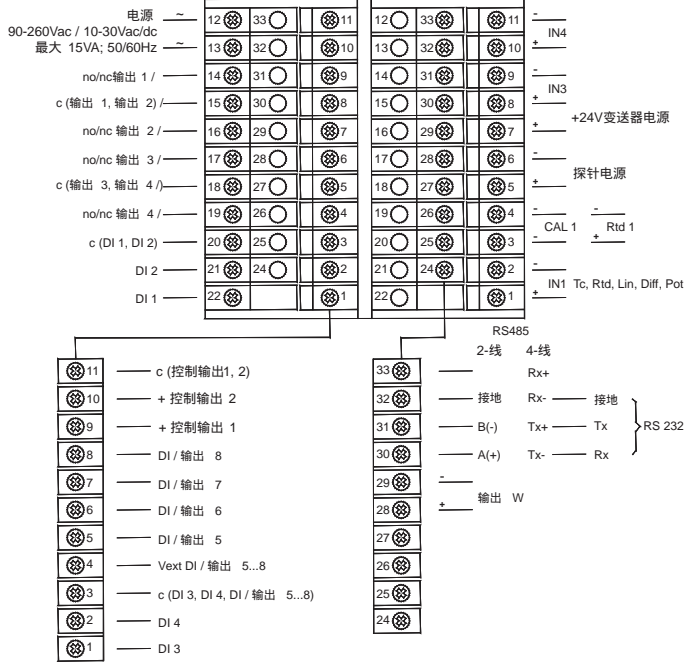 电源 ~ 12 33 11 12 33 11 -
90-260Vac / 10-30Vac/dc IN4
最大 15VA; 50/60Hz ~ 13 32 10 13 32 10 +
no/nc输出 1 / 14 31 9 14 31 9 -
IN3
c (输出 1, 输出 2) / 15 30 8 15 30 8 +
+24V变送器电源
no/nc 输出 2 / 16 29 7 16 29 7 +
no/nc 输出 3 / 17 28 6 17 28 6 -
探针电源
c (输出 3, 输出 4 /) 18 27 5 18 27 5 +
no/nc 输出 4 / 19 26 4 19 26 4 - -
CAL 1 Rtd 1
c (DI 1, DI 2) 20 25 3 20 25 3 - +
DI 2 21 24 2 21 24 2 -
IN1 Tc, Rtd, Lin, Diff, Pot
DI 1 22 1 22 1 +
RS485
2-线 4-线
11 c (控制输出1, 2) 33 Rx+
10 + 控制输出 2 32 接地 Rx- 接地
9 + 控制输出 1 31 B(-) Tx+ Tx RS 232
8 DI / 输出 8 30 A(+) Tx- Rx
7 DI / 输出 7 29 -
输出 W
6 DI / 输出 6 28 +
5 DI / 输出 5 27
4 Vext DI / 输出 5...8 26
3 c (DI 3, DI 4, DI / 输出 5...8) 25
2 DI 4 24
1 DI 3